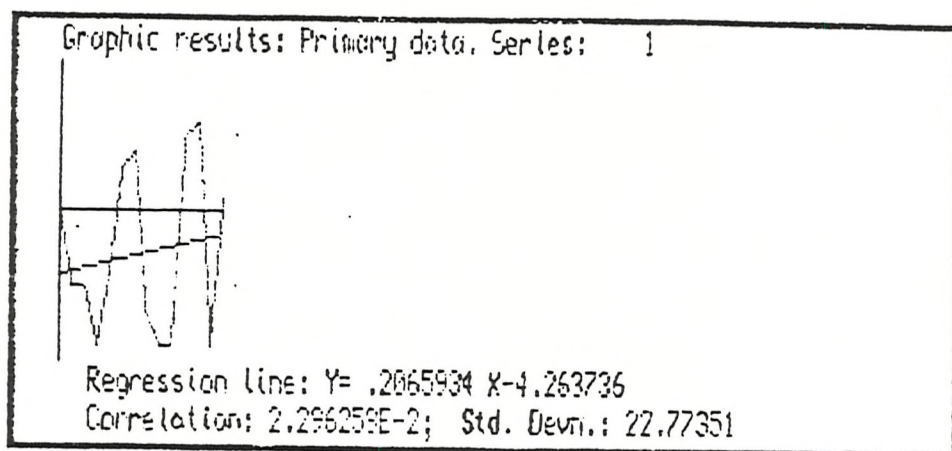 Graphic results: Primary data. Series: 1
Regression line: Y= .2065934 X-4.263736
Correlation: 2.296259E-2; Std. Devn.: 22.77351